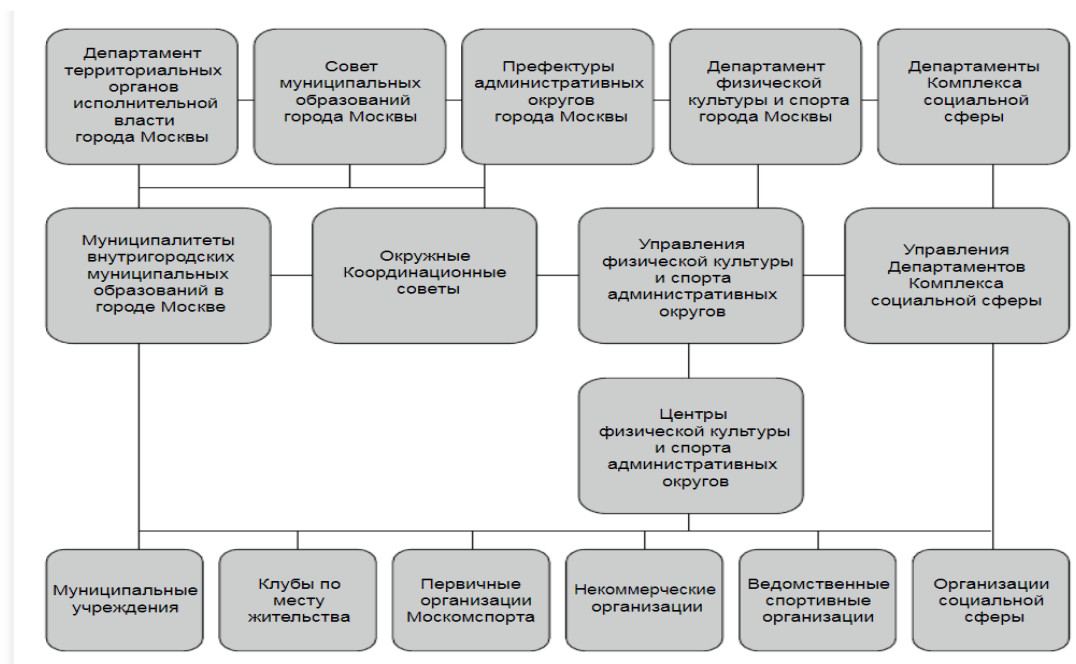 Департамент
территориальных
органов
исполнительной
власти
города Москвы
Совет
муниципальных
образований
города Москвы
Префектуры
административных
округов
города Москвы
Департамент
физической
культуры и спорта
города Москвы
Департаменты
Комплекса
социальной
сферы
Муниципалитеты
внутригородских
муниципальных
образований в
городе Москве
Окружные
Координационные
советы
Управления
физической культуры
и спорта
административных
округов
Управления
Департаментов
Комплекса
социальной сферы
Центры
физической культуры
и спорта
административных
округов
Муниципальные
учреждения
Клубы по
месту
жительства
Первичные
организации
Москомспорта
Некоммерческие
организации
Ведомственные
спортивные
организации
Организации
социальной
сферы